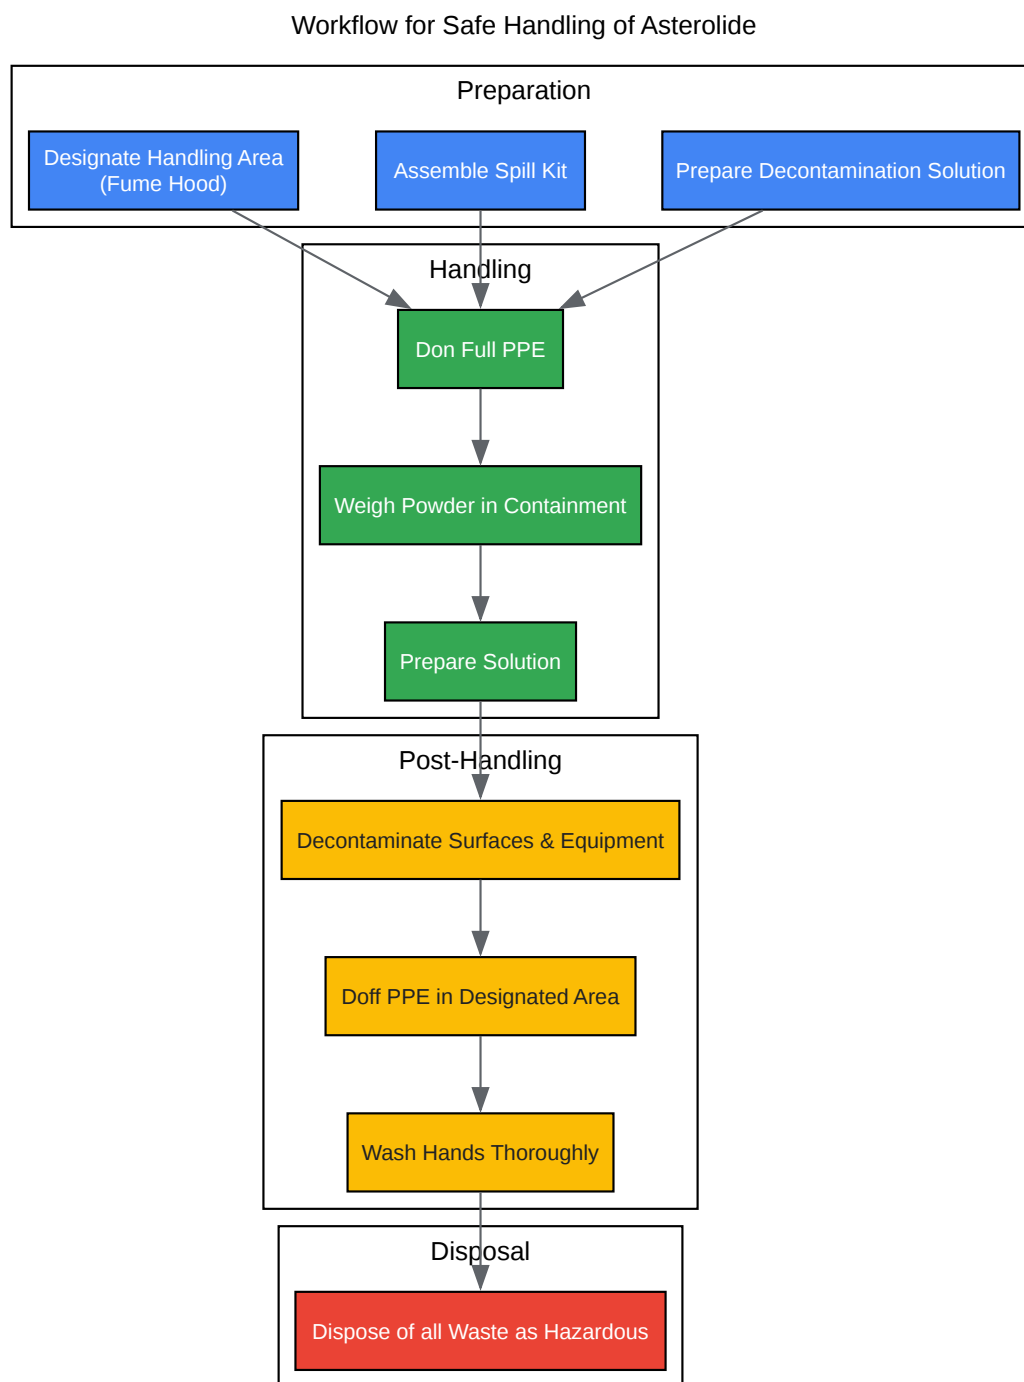 Workflow for Safe Handling of Asterolide
Preparation
Designate Handling Area
(Fume Hood)
Assemble Spill Kit
Prepare Decontamination Solution
Handling
Don Full PPE
Weigh Powder in Containment
Prepare Solution
Post-Handling
Decontaminate Surfaces & Equipment
Doff PPE in Designated Area
Wash Hands Thoroughly
Disposal
Dispose of all Waste as Hazardous